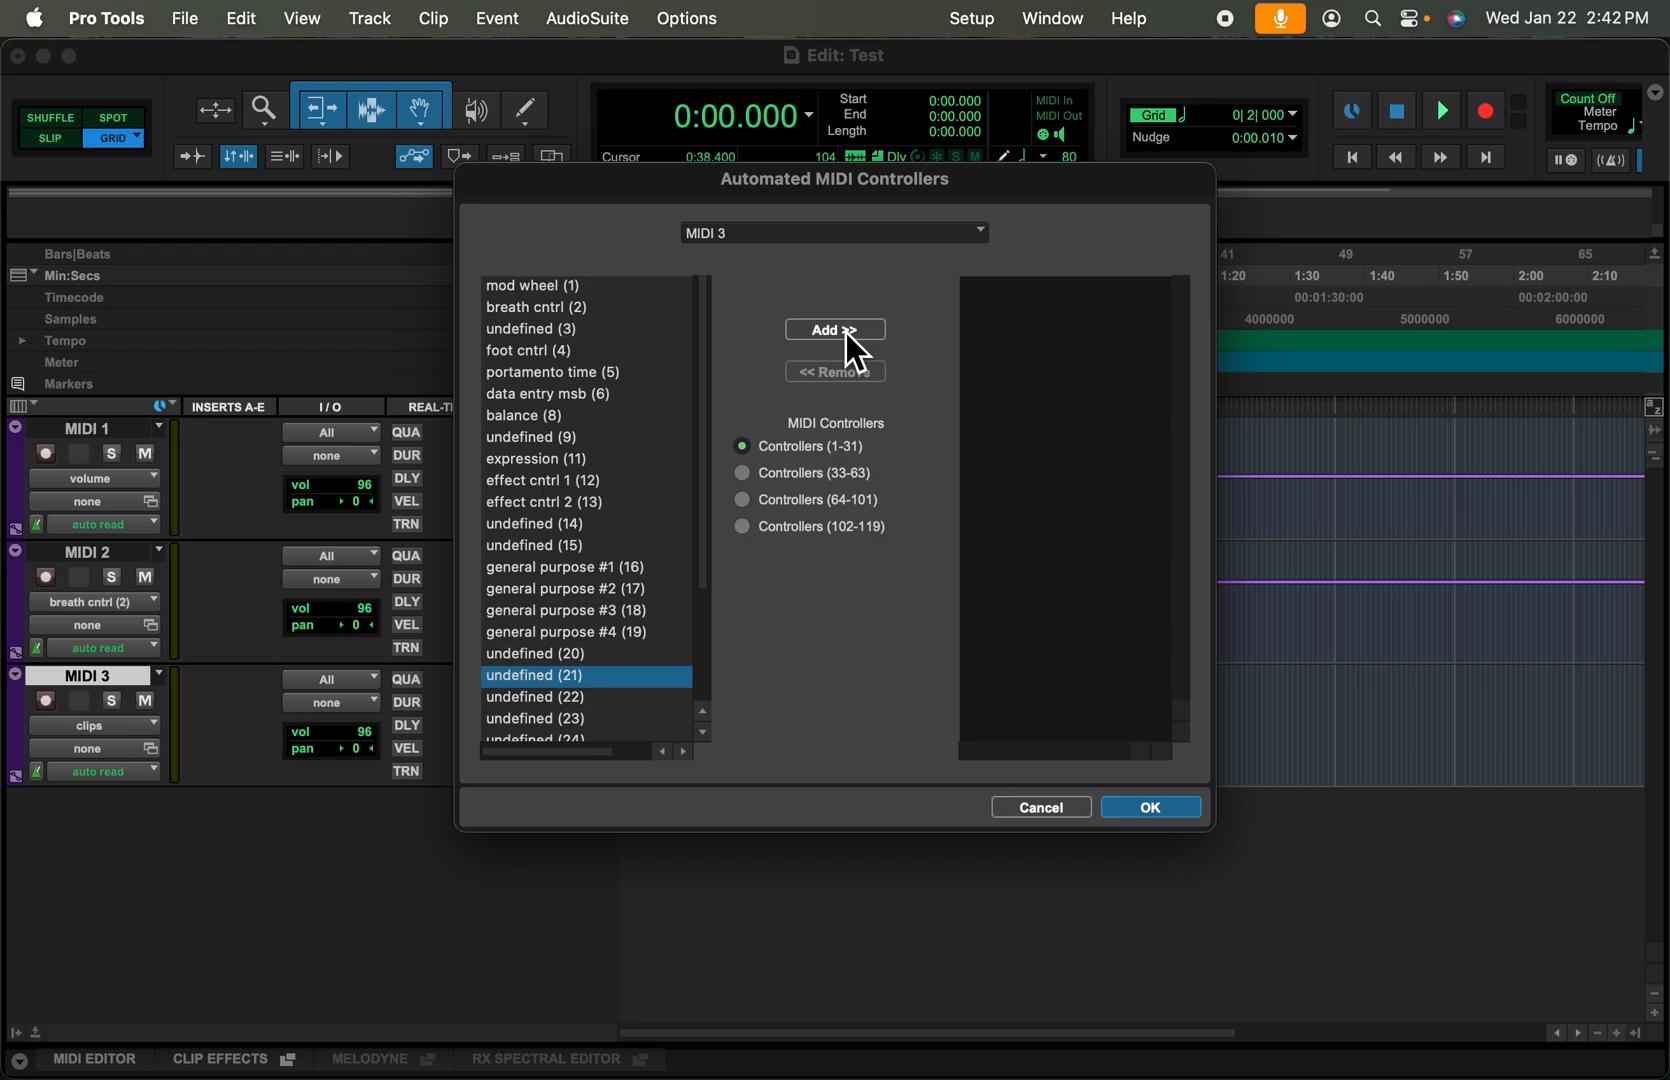 Pro Tools File Edit View Track Clip Event AudioSuite Options Setup Window Help Wed Jan 22 2:42 PM
Edit: Test
SHUFFLE SPOT
SLIP GRID
0:00.000
Start 0:00.000
End 0:00.000
Length 0:00.000
Cursor 0:38.400 104 Dly S M 80
MIDI In
MIDI Out
Grid 0| 2| 000
Nudge 0:00.010
Count Off
Meter
Tempo
Automated MIDI Controllers
MIDI 3
mod wheel (1)
breath cntrl (2)
undefined (3)
foot cntrl (4)
portamento time (5)
data entry msb (6)
balance (8)
undefined (9)
expression (11)
effect cntrl 1 (12)
effect cntrl 2 (13)
undefined (14)
undefined (15)
general purpose #1 (16)
general purpose #2 (17)
general purpose #3 (18)
general purpose #4 (19)
undefined (20)
undefined (21)
undefined (22)
undefined (23)
undefined (24)
Add >>
<< Remove
MIDI Controllers
Controllers (1-31)
Controllers (33-63)
Controllers (64-101)
Controllers (102-119)
Cancel OK
Bars|Beats
Min:Secs
Timecode
Samples
Tempo
Meter
Markers
41 49 57 65
1:20 1:30 1:40 1:50 2:00 2:10
00:01:30:00 00:02:00:00
4000000 5000000 6000000
INSERTS A-E I / O REAL-TI
a z
MIDI 1
S M
volume
none
auto read
All
none
vol 96
pan 0
QUA
DUR
DLY
VEL
TRN
MIDI 2
S M
breath cntrl (2)
none
auto read
All
none
vol 96
pan 0
QUA
DUR
DLY
VEL
TRN
MIDI 3
S M
clips
none
auto read
All
none
vol 96
pan 0
QUA
DUR
DLY
VEL
TRN
MIDI EDITOR CLIP EFFECTS MELODYNE RX SPECTRAL EDITOR